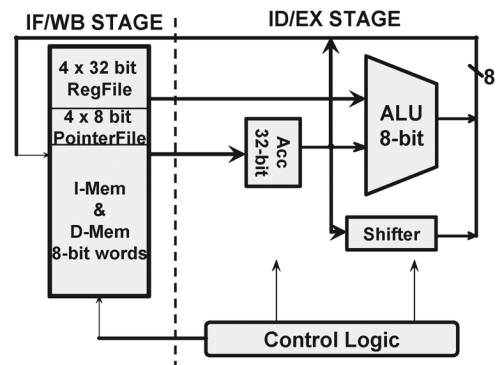 IF/WB STAGE
ID/EX STAGE
4 x 32 bit
RegFile
4 x 8 bit
PointerFile
I-Mem
&
D-Mem
8-bit words
Acc
32-bit
ALU
8-bit
8
Shifter
Control Logic